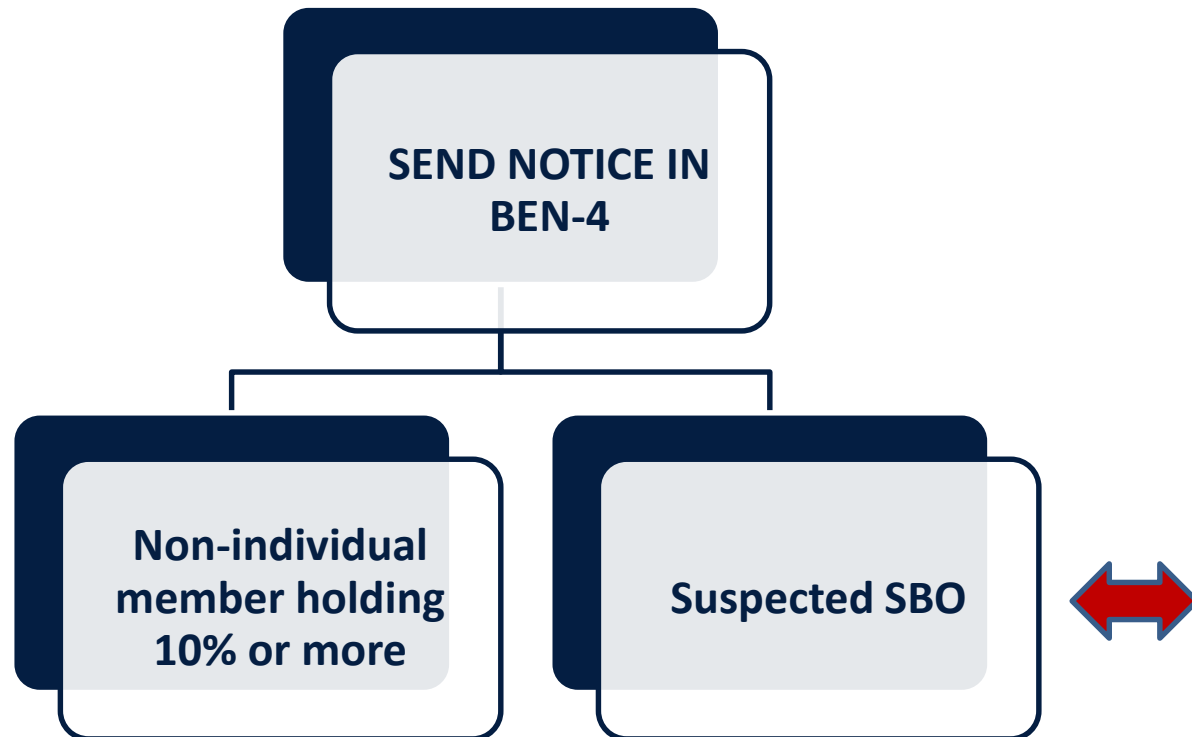 SEND NOTICE IN
BEN-4
Non-individual
member holding
10% or more
Suspected SBO